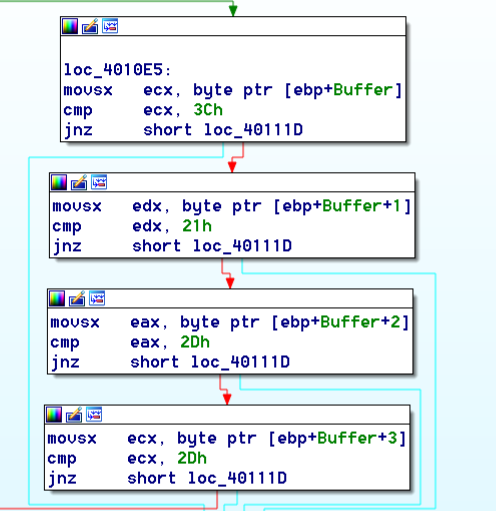 loc_4010E5:
movsx ecx, byte ptr [ebp+Buffer]
cmp ecx, 3Ch
jnz short loc_40111D
movsx edx, byte ptr [ebp+Buffer+1]
cmp edx, 21h
jnz short loc_40111D
movsx eax, byte ptr [ebp+Buffer+2]
cmp eax, 2Dh
jnz short loc_40111D
movsx ecx, byte ptr [ebp+Buffer+3]
cmp ecx, 2Dh
jnz short loc_40111D